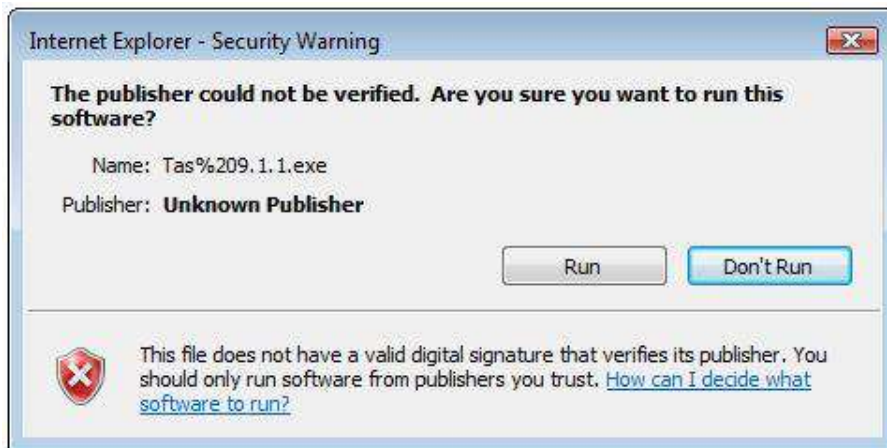 Internet Explorer - Security Warning
The publisher could not be verified. Are you sure you want to run this
software?
Name: Tas%209.1.1.exe
Publisher: Unknown Publisher
Run Don't Run
This file does not have a valid digital signature that verifies its publisher. You
should only run software from publishers you trust. How can I decide what
software to run?